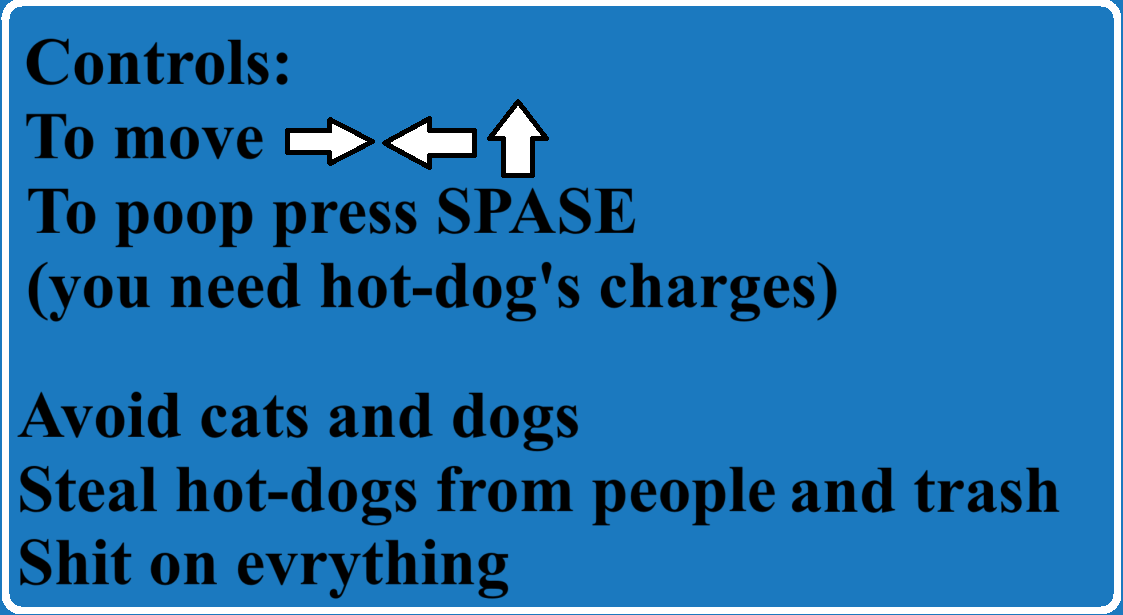 Controls:
To move
To poop press SPASE
(you need hot-dog's charges)
Avoid cats and dogs
Steal hot-dogs from people and trash
Shit on evrything